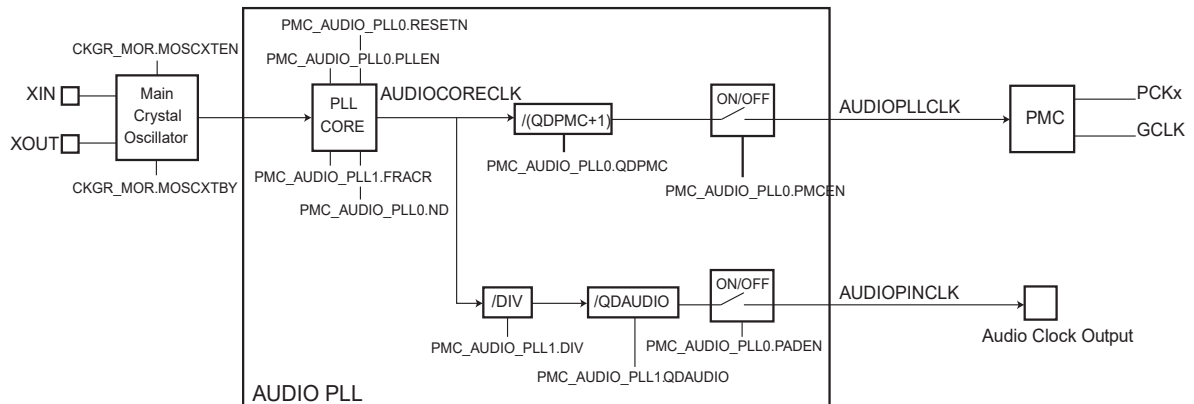 PMC_AUDIO_PLL0.RESETN
CKGR_MOR.MOSCXTEN
PMC_AUDIO_PLL0.PLLEN
XIN
XOUT
Main
Crystal
Oscillator
PLL
CORE
AUDIOCORECLK
/(QDPMC+1)
ON/OFF
AUDIOPLLCLK
PMC
PCKx
GCLK
CKGR_MOR.MOSCXTBY
PMC_AUDIO_PLL1.FRACR
PMC_AUDIO_PLL0.ND
PMC_AUDIO_PLL0.QDPMC
PMC_AUDIO_PLL0.PMCEN
/DIV
/QDAUDIO
ON/OFF
AUDIOPINCLK
Audio Clock Output
PMC_AUDIO_PLL1.DIV
PMC_AUDIO_PLL0.PADEN
PMC_AUDIO_PLL1.QDAUDIO
AUDIO PLL